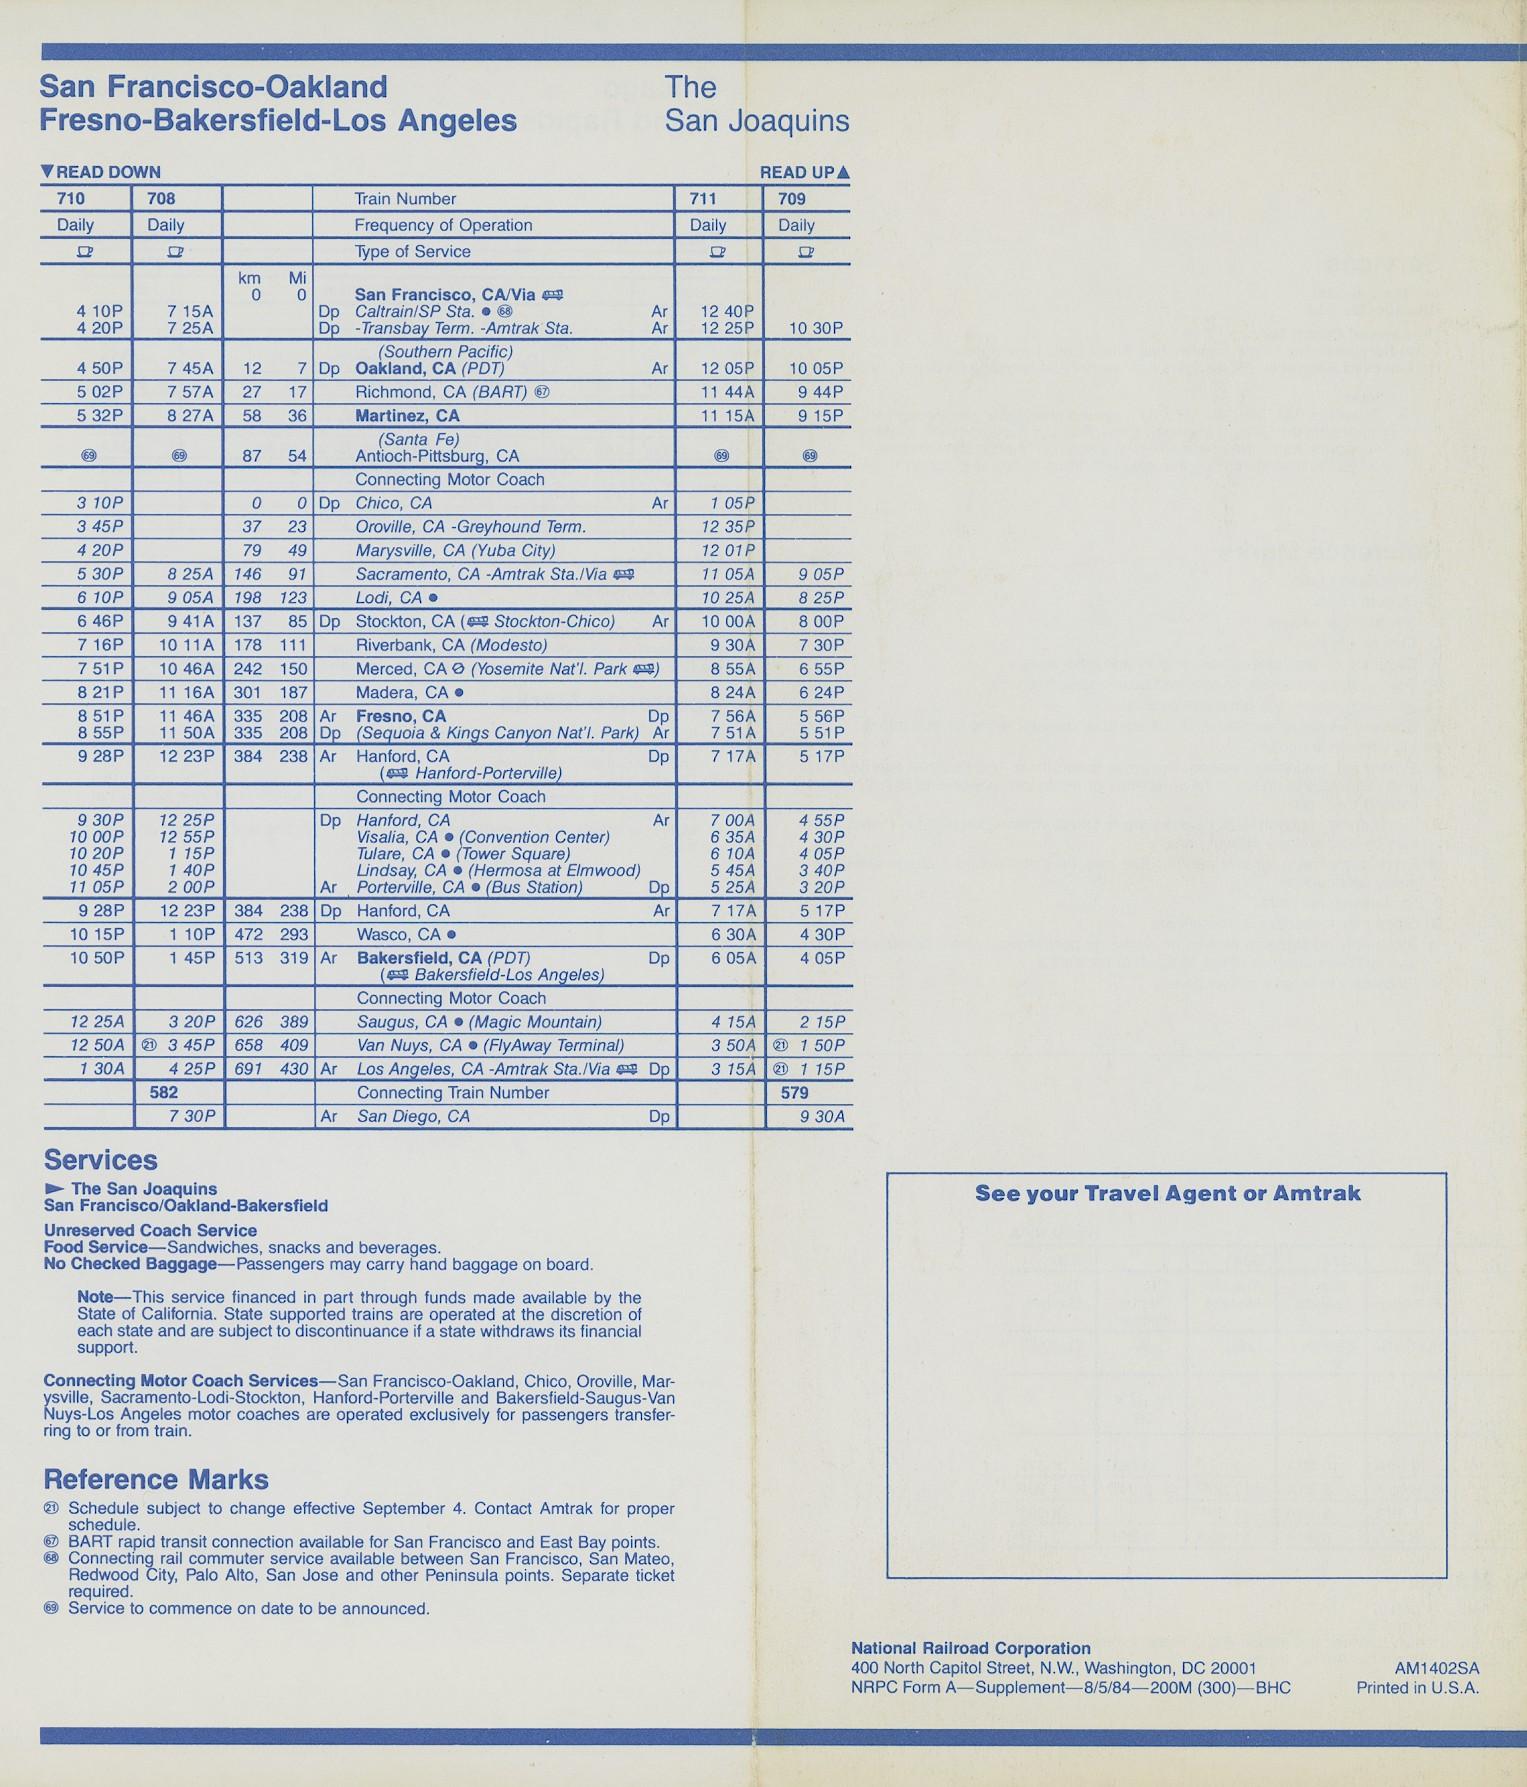 San Francisco-Oakland
Fresno-Bakersfield-Los Angeles
The
San Joaquins
▼READ DOWN READ UP▲
710 708 Train Number 711 709
Daily Daily Frequency of Operation Daily Daily
Type of Service
km Mi
0 0 San Francisco, CA/Via
4 10P 7 15A Dp Caltrain/SP Sta. ● 68 Ar 12 40P
4 20P 7 25A Dp -Transbay Term. -Amtrak Sta. Ar 12 25P 10 30P
(Southern Pacific)
4 50P 7 45A 12 7 Dp Oakland, CA (PDT) Ar 12 05P 10 05P
5 02P 7 57A 27 17 Richmond, CA (BART) 67 11 44A 9 44P
5 32P 8 27A 58 36 Martinez, CA 11 15A 9 15P
(Santa Fe)
69 69 87 54 Antioch-Pittsburg, CA 69 69
Connecting Motor Coach
3 10P 0 0 Dp Chico, CA Ar 1 05P
3 45P 37 23 Oroville, CA -Greyhound Term. 12 35P
4 20P 79 49 Marysville, CA (Yuba City) 12 01P
5 30P 8 25A 146 91 Sacramento, CA -Amtrak Sta./Via 11 05A 9 05P
6 10P 9 05A 198 123 Lodi, CA ● 10 25A 8 25P
6 46P 9 41A 137 85 Dp Stockton, CA ( Stockton-Chico) Ar 10 00A 8 00P
7 16P 10 11A 178 111 Riverbank, CA (Modesto) 9 30A 7 30P
7 51P 10 46A 242 150 Merced, CA ⊘ (Yosemite Nat'l. Park ) 8 55A 6 55P
8 21P 11 16A 301 187 Madera, CA ● 8 24A 6 24P
8 51P 11 46A 335 208 Ar Fresno, CA Dp 7 56A 5 56P
8 55P 11 50A 335 208 Dp (Sequoia & Kings Canyon Nat'l. Park) Ar 7 51A 5 51P
9 28P 12 23P 384 238 Ar Hanford, CA Dp 7 17A 5 17P
( Hanford-Porterville)
Connecting Motor Coach
9 30P 12 25P Dp Hanford, CA Ar 7 00A 4 55P
10 00P 12 55P Visalia, CA ● (Convention Center) 6 35A 4 30P
10 20P 1 15P Tulare, CA ● (Tower Square) 6 10A 4 05P
10 45P 1 40P Lindsay, CA ● (Hermosa at Elmwood) 5 45A 3 40P
11 05P 2 00P Ar Porterville, CA ● (Bus Station) Dp 5 25A 3 20P
9 28P 12 23P 384 238 Dp Hanford, CA Ar 7 17A 5 17P
10 15P 1 10P 472 293 Wasco, CA ● 6 30A 4 30P
10 50P 1 45P 513 319 Ar Bakersfield, CA (PDT) Dp 6 05A 4 05P
( Bakersfield-Los Angeles)
Connecting Motor Coach
12 25A 3 20P 626 389 Saugus, CA ● (Magic Mountain) 4 15A 2 15P
12 50A 21 3 45P 658 409 Van Nuys, CA ● (FlyAway Terminal) 3 50A 21 1 50P
1 30A 4 25P 691 430 Ar Los Angeles, CA -Amtrak Sta./Via Dp 3 15A 21 1 15P
582 Connecting Train Number 579
7 30P Ar San Diego, CA Dp 9 30A
Services
► The San Joaquins
San Francisco/Oakland-Bakersfield
Unreserved Coach Service
Food Service—Sandwiches, snacks and beverages.
No Checked Baggage—Passengers may carry hand baggage on board.
Note—This service financed in part through funds made available by the
State of California. State supported trains are operated at the discretion of
each state and are subject to discontinuance if a state withdraws its financial
support.
Connecting Motor Coach Services—San Francisco-Oakland, Chico, Oroville, Mar-
ysville, Sacramento-Lodi-Stockton, Hanford-Porterville and Bakersfield-Saugus-Van
Nuys-Los Angeles motor coaches are operated exclusively for passengers transfer-
ring to or from train.
Reference Marks
21 Schedule subject to change effective September 4. Contact Amtrak for proper
schedule.
67 BART rapid transit connection available for San Francisco and East Bay points.
68 Connecting rail commuter service available between San Francisco, San Mateo,
Redwood City, Palo Alto, San Jose and other Peninsula points. Separate ticket
required.
69 Service to commence on date to be announced.
See your Travel Agent or Amtrak
National Railroad Corporation
400 North Capitol Street, N.W., Washington, DC 20001 AM1402SA
NRPC Form A—Supplement—8/5/84—200M (300)—BHC Printed in U.S.A.